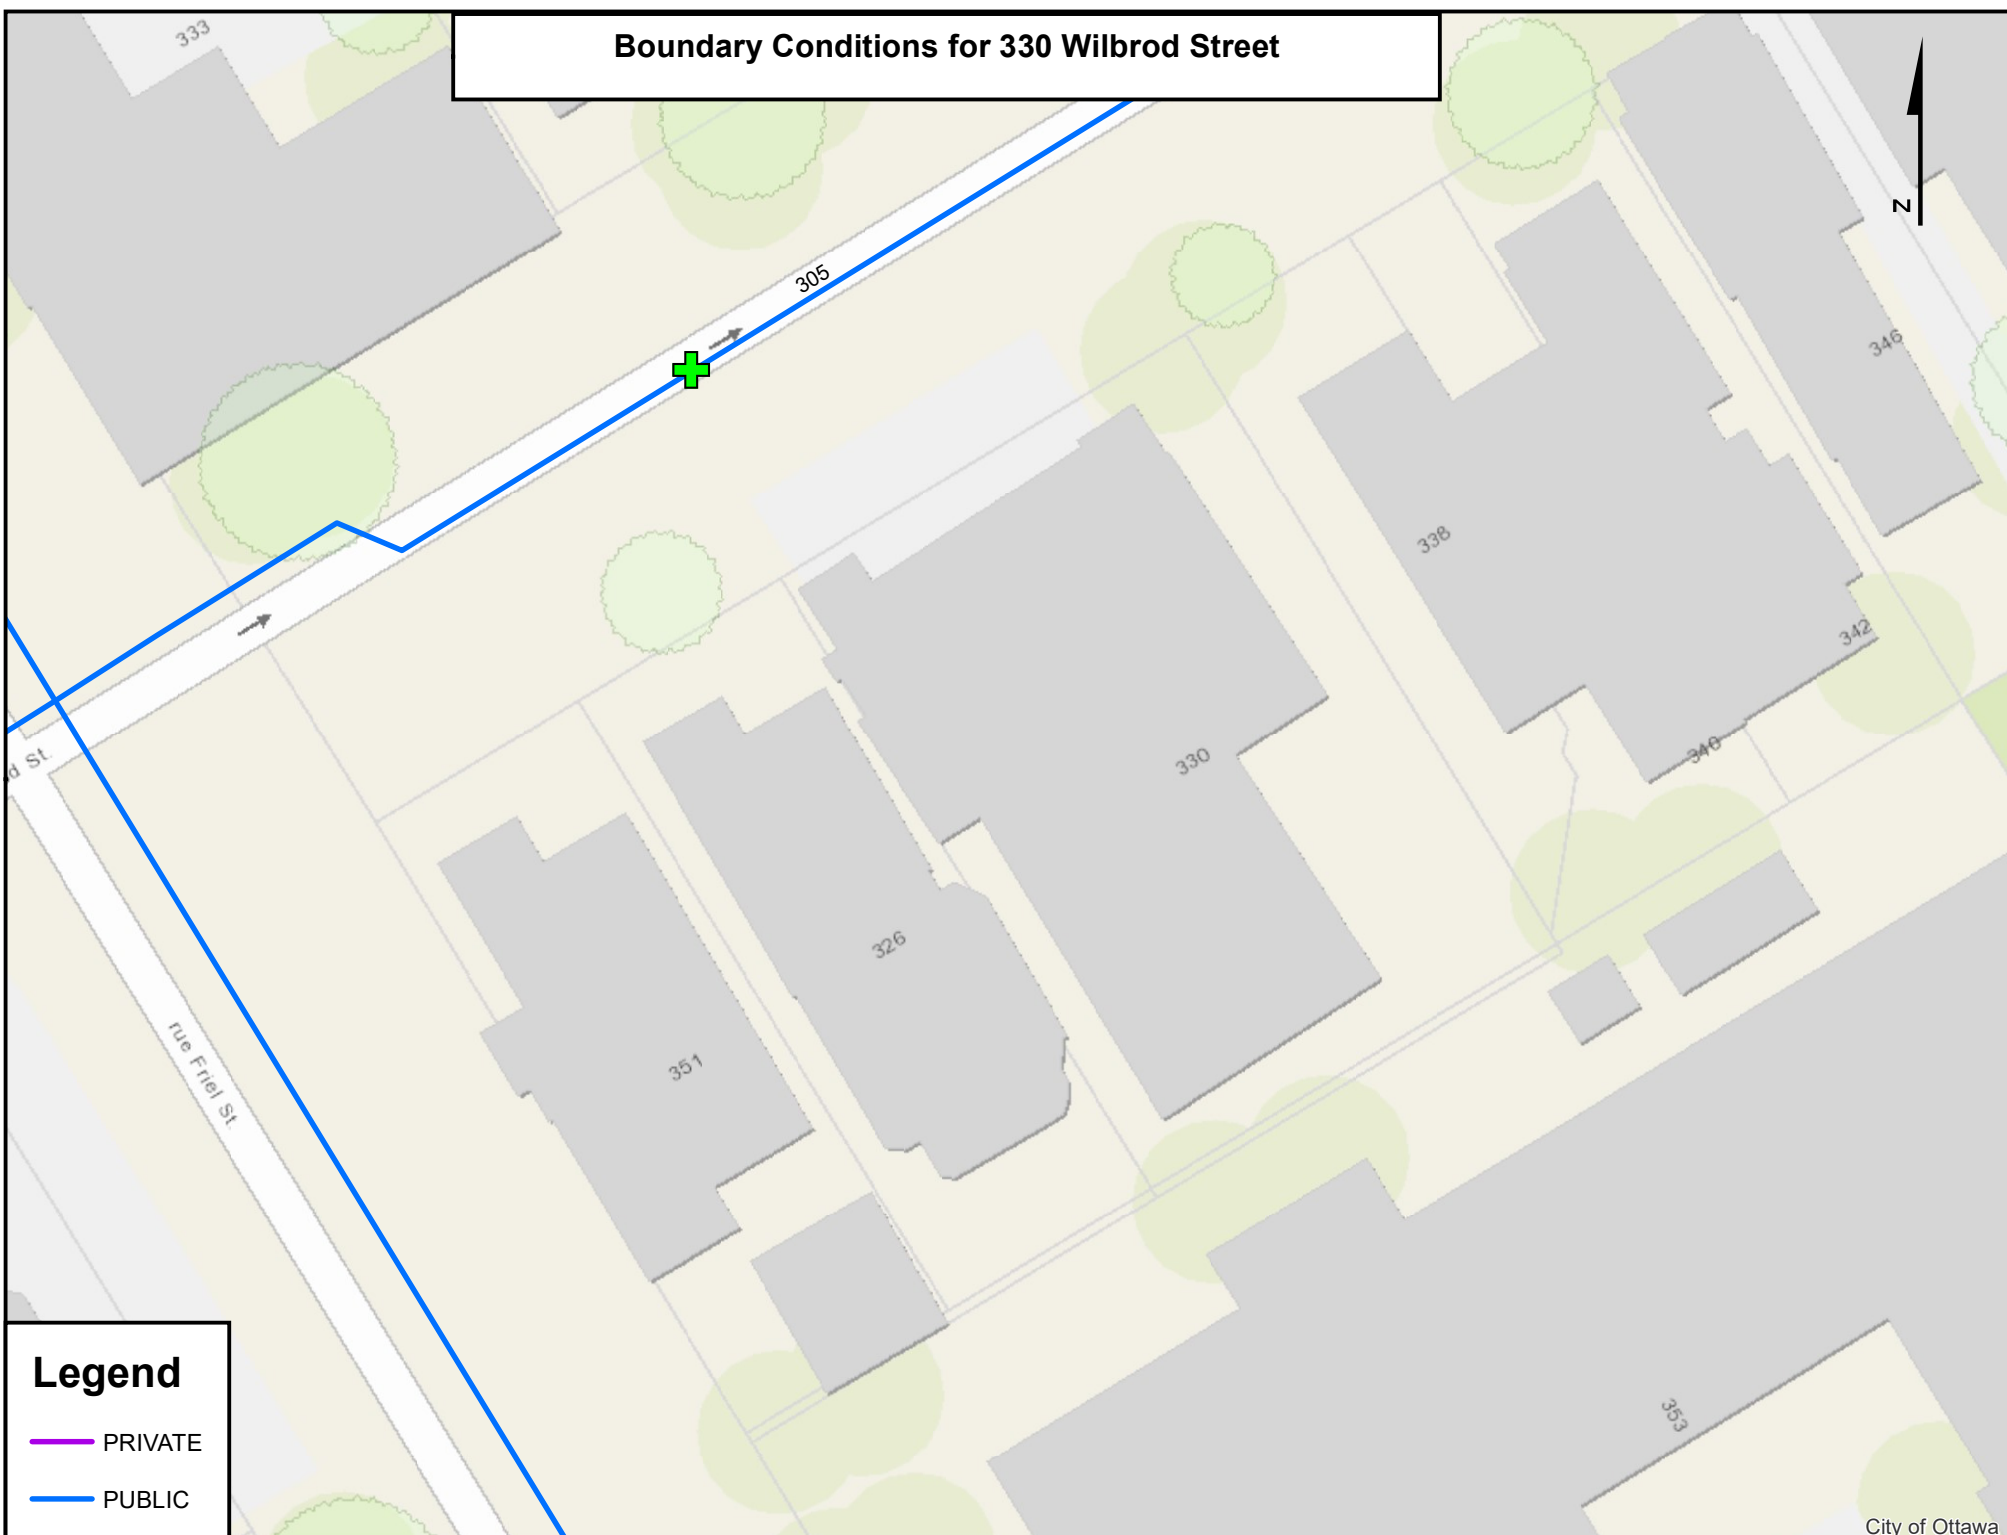 Boundary Conditions for 330 Wilbrod Street
333
N
305
346
338
342
340
330
326
351
d St.
rue Friel St.
353
Legend
PRIVATE
PUBLIC
City of Ottawa